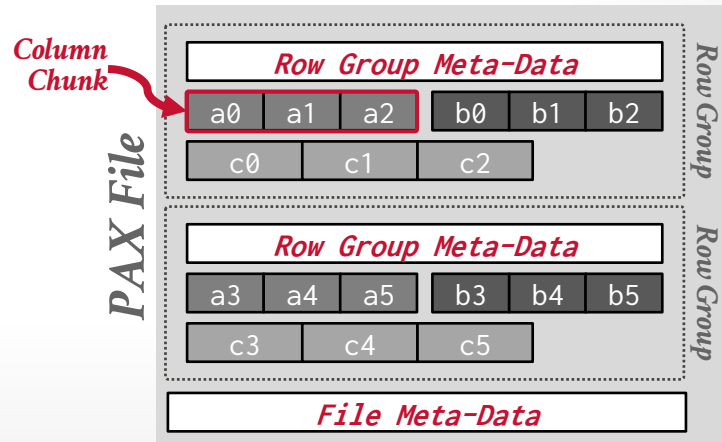 Column
Chunk
PAX File
Row Group Meta-Data
a0 a1 a2 b0 b1 b2
c0 c1 c2
Row Group
Row Group Meta-Data
a3 a4 a5 b3 b4 b5
c3 c4 c5
Row Group
File Meta-Data